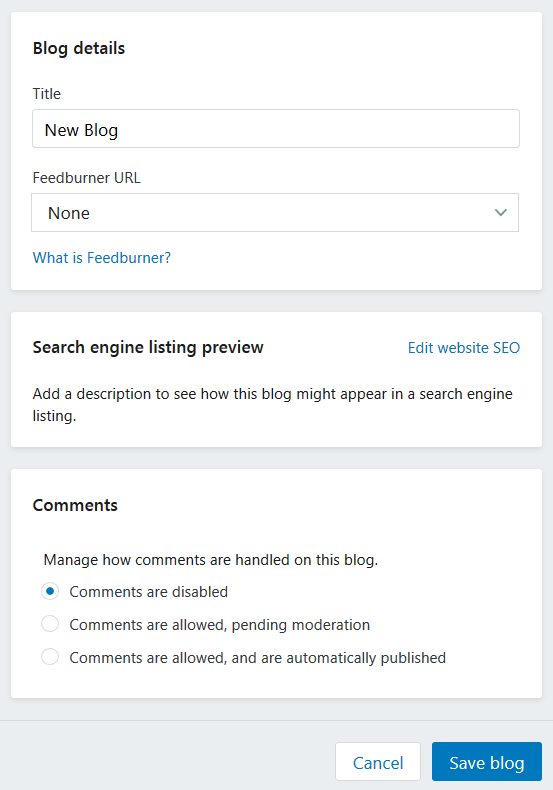 Blog details
Title
New Blog
Feedburner URL
None
What is Feedburner?
Search engine listing preview
Edit website SEO
Add a description to see how this blog might appear in a search engine
listing.
Comments
Manage how comments are handled on this blog.
Comments are disabled
Comments are allowed, pending moderation
Comments are allowed, and are automatically published
Cancel
Save blog